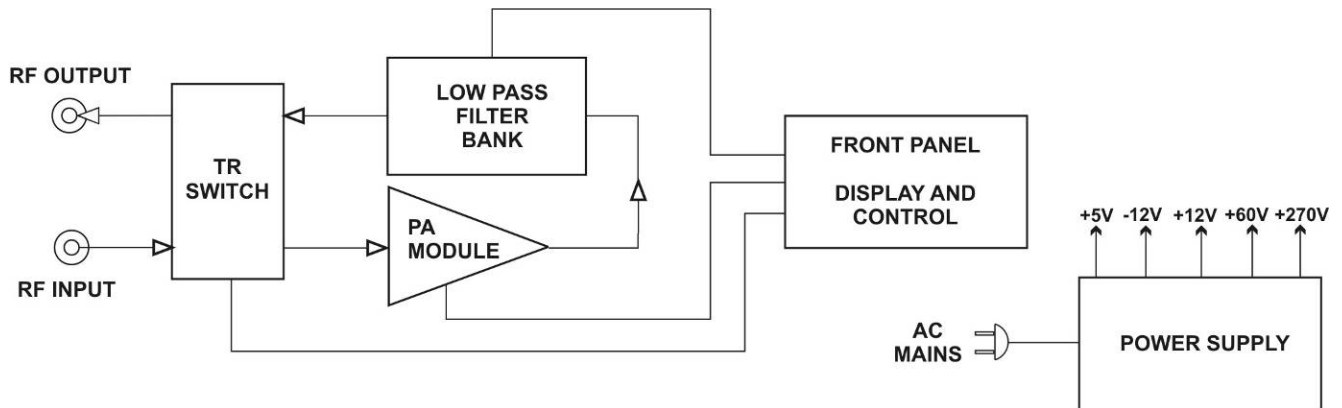 RF OUTPUT
TR
SWITCH
RF INPUT
LOW PASS
FILTER
BANK
PA
MODULE
FRONT PANEL
DISPLAY AND
CONTROL
+5V -12V +12V +60V +270V
AC
MAINS
POWER SUPPLY